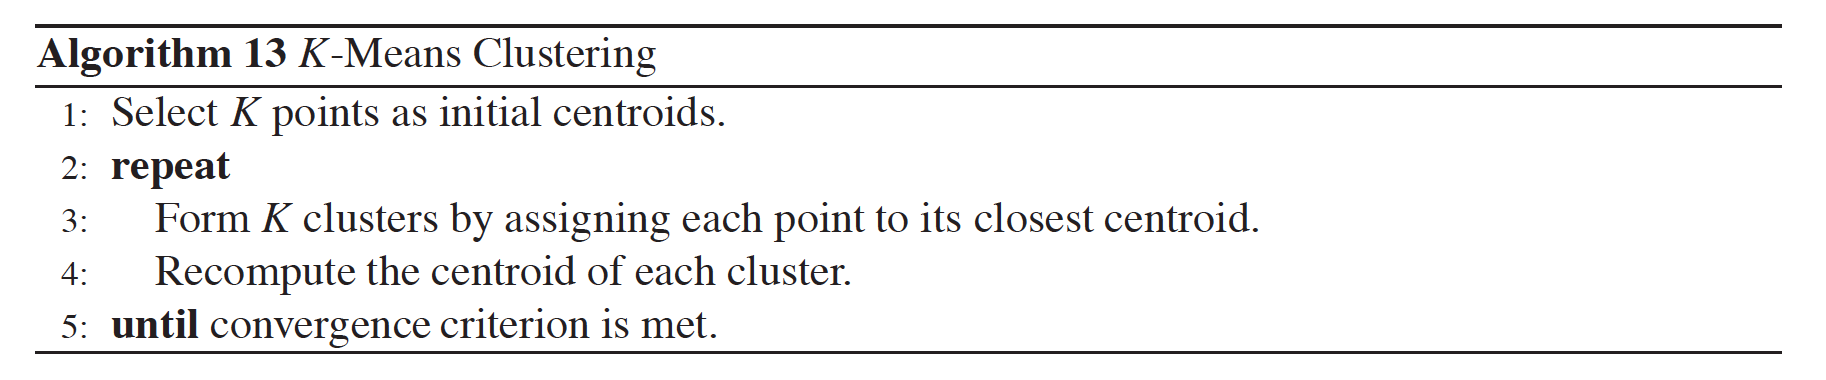 Algorithm 13 K-Means Clustering
1: Select K points as initial centroids.
2: repeat
3: Form K clusters by assigning each point to its closest centroid.
4: Recompute the centroid of each cluster.
5: until convergence criterion is met.